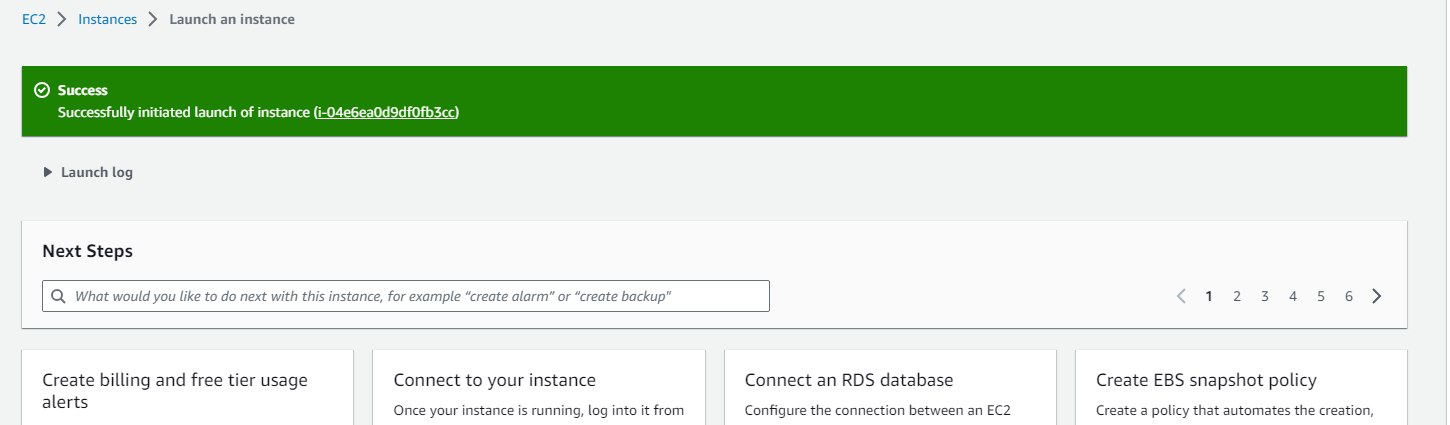 EC2 > Instances > Launch an instance
Success
Successfully initiated launch of instance (i-04e6ea0d9df0fb3cc)
Launch log
Next Steps
What would you like to do next with this instance, for example “create alarm” or “create backup"
1 2 3 4 5 6
Create billing and free tier usage
alerts
Connect to your instance
Once your instance is running, log into it from
Connect an RDS database
Configure the connection between an EC2
Create EBS snapshot policy
Create a policy that automates the creation,